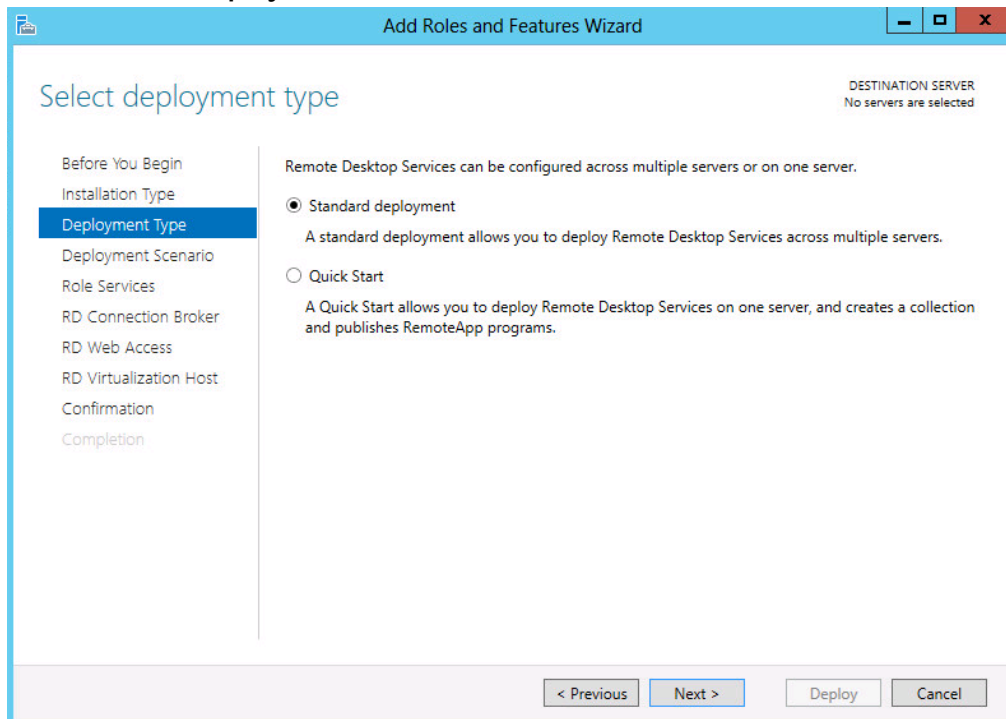 Add Roles and Features Wizard
Select deployment type
DESTINATION SERVER
No servers are selected
Before You Begin
Installation Type
Deployment Type
Deployment Scenario
Role Services
RD Connection Broker
RD Web Access
RD Virtualization Host
Confirmation
Completion
Remote Desktop Services can be configured across multiple servers or on one server.
Standard deployment
A standard deployment allows you to deploy Remote Desktop Services across multiple servers.
Quick Start
A Quick Start allows you to deploy Remote Desktop Services on one server, and creates a collection
and publishes RemoteApp programs.
< Previous
Next >
Deploy
Cancel